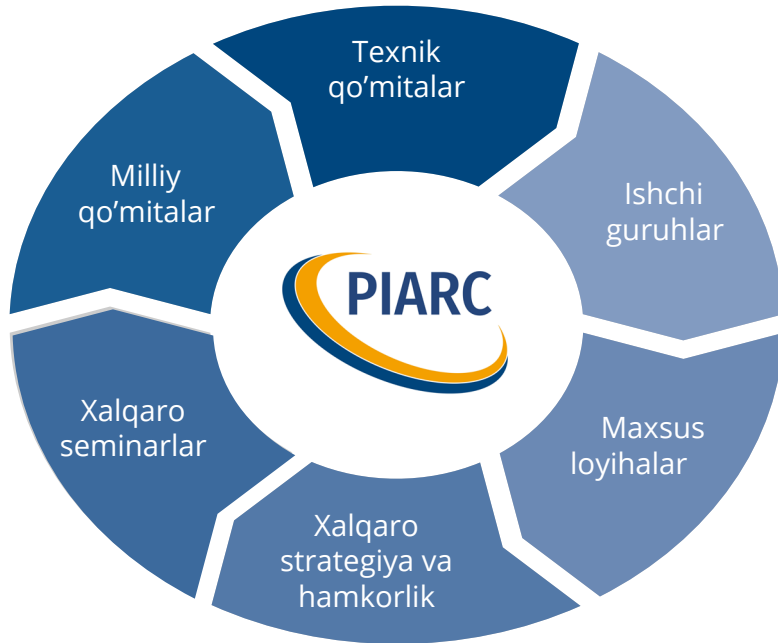 Texnik
qo’mitalar
Ishchi
guruhlar
Maxsus
loyihalar
Xalqaro
strategiya va
hamkorlik
Xalqaro
seminarlar
Milliy
qo’mitalar
PIARC